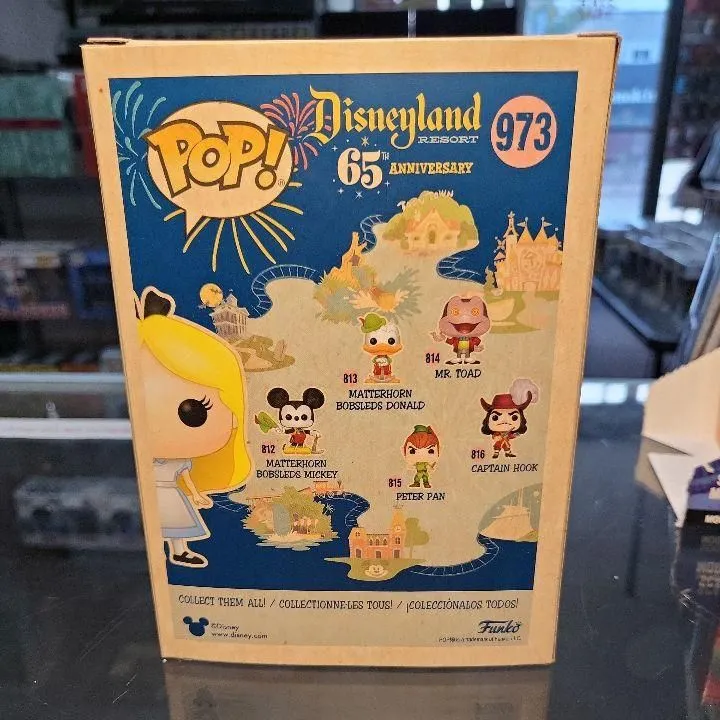 POP!
Disneyland
RESORT
65TH ANNIVERSARY
973
TOWN
813
MATTERHORN
BOBSLEDS DONALD
814
MR. TOAD
812
MATTERHORN
BOBSLEDS MICKEY
815
PETER PAN
816
CAPTAIN HOOK
COLLECT THEM ALL! / COLLECTIONNE-LES TOUS! / ¡COLECCIÓNALOS TODOS!
©Disney
www.disney.com
Funko